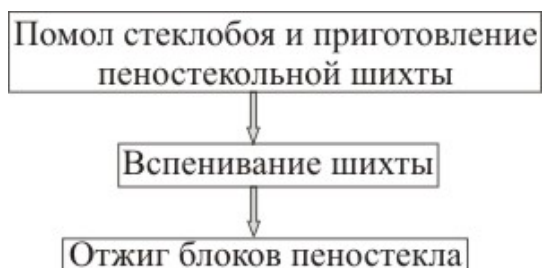 Помол стеклобоя и приготовление
пеностекольной шихты
Вспенивание шихты
Отжиг блоков пеностекла